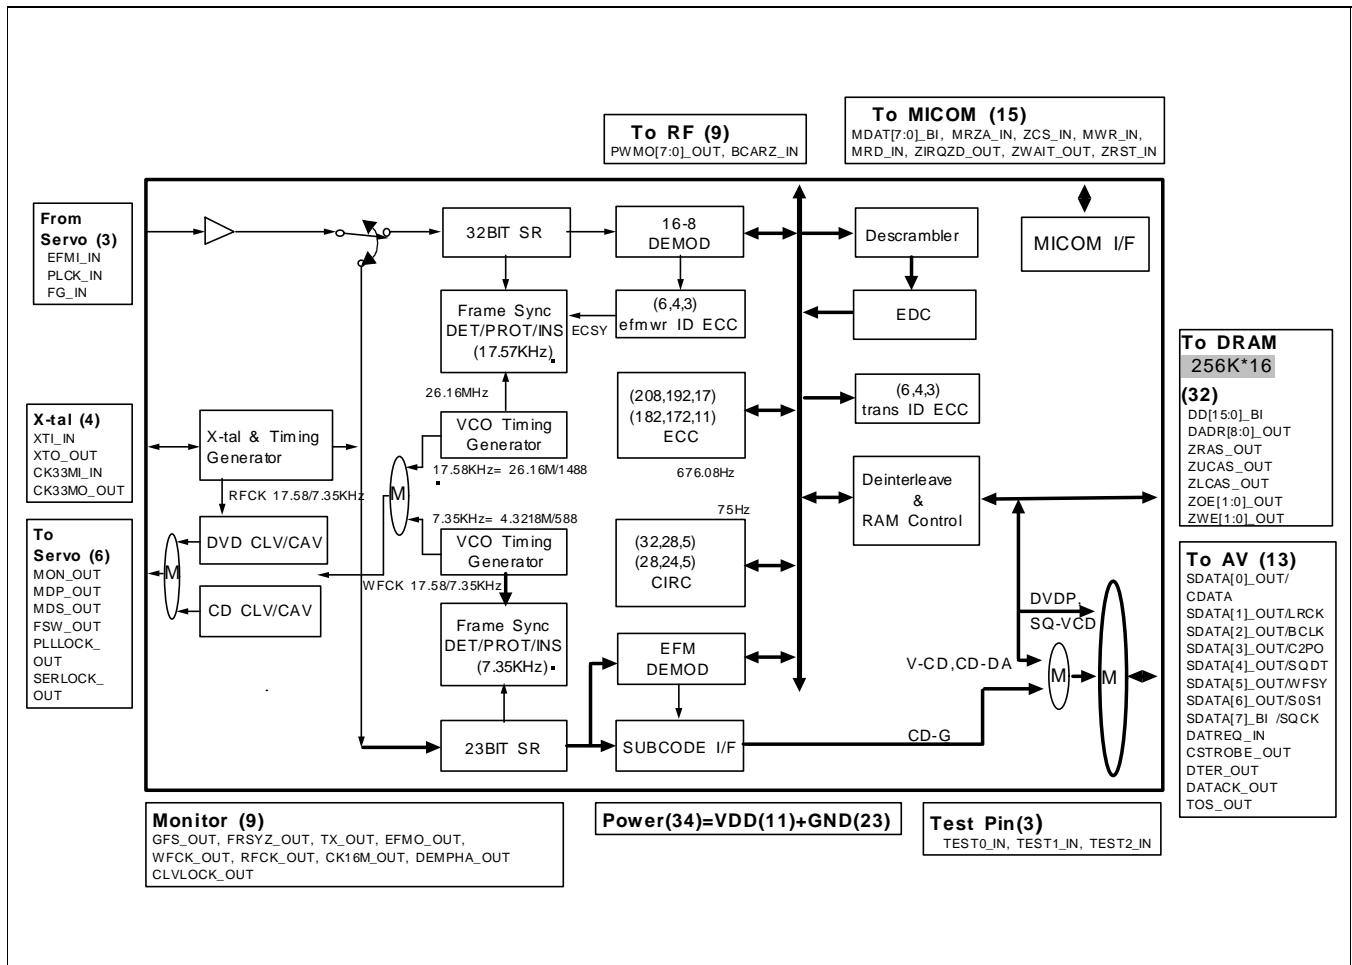 To RF (9)
PWMO[7:0]_OUT, BCARZ_IN
To MICOM (15)
MDAT[7:0]_BI, MRZA_IN, ZCS_IN, MWR_IN,
MRD_IN, ZIRQZD_OUT, ZWAIT_OUT, ZRST_IN
From
Servo (3)
EFMI_IN
PLCK_IN
FG_IN
32BIT SR
16-8
DEMOD
Descrambler
MICOM I/F
Frame Sync
DET/PROT/INS
(17.57KHz)
ECSY
(6,4,3)
efmwr ID ECC
EDC
To DRAM
256K*16
(32)
DD[15:0]_BI
DADR[8:0]_OUT
ZRAS_OUT
ZUCAS_OUT
ZLCAS_OUT
ZOE[1:0]_OUT
ZWE[1:0]_OUT
26.16MHz
(208,192,17)
(182,172,11)
ECC
(6,4,3)
trans ID ECC
X-tal (4)
XTI_IN
XTO_OUT
CK33MI_IN
CK33MO_OUT
X-tal & Timing
Generator
VCO Timing
Generator
17.58KHz= 26.16M/1488
676.08Hz
RFCK 17.58/7.35KHz
M
Deinterleave
&
RAM Control
7.35KHz= 4.3218M/588
75Hz
To
Servo (6)
MON_OUT
MDP_OUT
MDS_OUT
FSW_OUT
PLLLOCK_
OUT
SERLOCK_
OUT
DVD CLV/CAV
M
CD CLV/CAV
VCO Timing
Generator
WFCK 17.58/7.35KHz
(32,28,5)
(28,24,5)
CIRC
To AV (13)
SDATA[0]_OUT/
CDATA
SDATA[1]_OUT/LRCK
SDATA[2]_OUT/BCLK
SDATA[3]_OUT/C2PO
SDATA[4]_OUT/SQDT
SDATA[5]_OUT/WFSY
SDATA[6]_OUT/S0S1
SDATA[7]_BI /SQCK
DATREQ_IN
CSTROBE_OUT
DTER_OUT
DATACK_OUT
TOS_OUT
DVDP,
SQ-VCD
Frame Sync
DET/PROT/INS
(7.35KHz)
EFM
DEMOD
V-CD,CD-DA
M
M
23BIT SR
SUBCODE I/F
CD-G
Monitor (9)
GFS_OUT, FRSYZ_OUT, TX_OUT, EFMO_OUT,
WFCK_OUT, RFCK_OUT, CK16M_OUT, DEMPHA_OUT
CLVLOCK_OUT
Power(34)=VDD(11)+GND(23)
Test Pin(3)
TEST0_IN, TEST1_IN, TEST2_IN